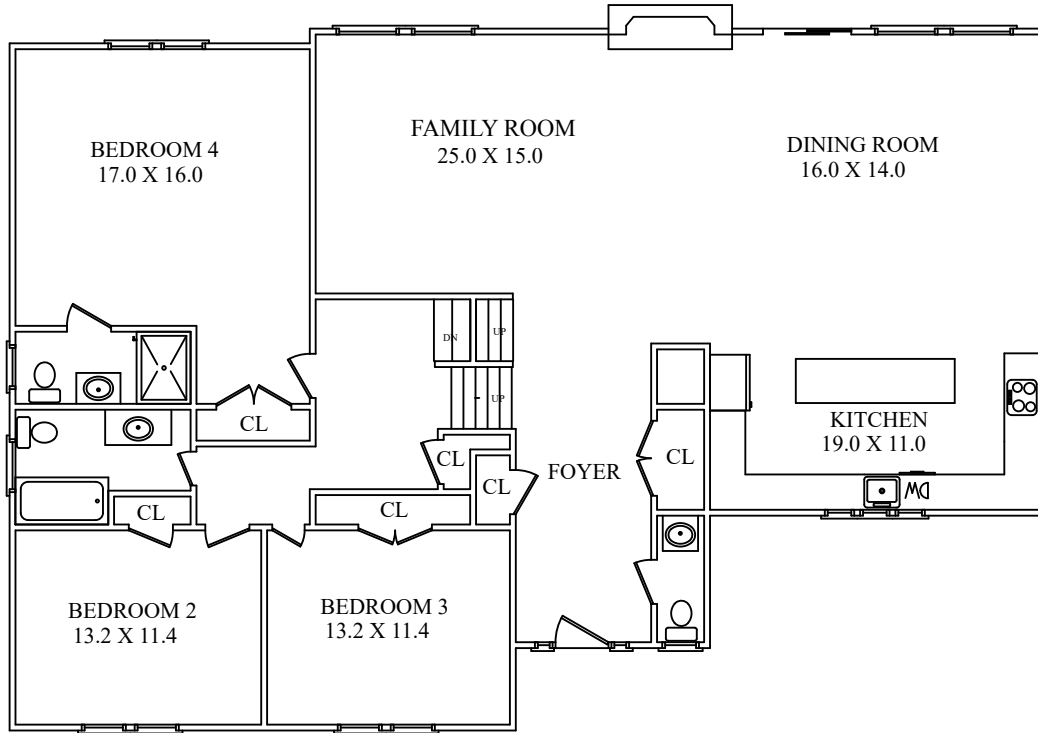 BEDROOM 4
17.0 X 16.0
FAMILY ROOM
25.0 X 15.0
DINING ROOM
16.0 X 14.0
DN
UP
UP
CL
KITCHEN
19.0 X 11.0
CL
CL
CL
FOYER
CL
CL
DW
BEDROOM 2
13.2 X 11.4
BEDROOM 3
13.2 X 11.4